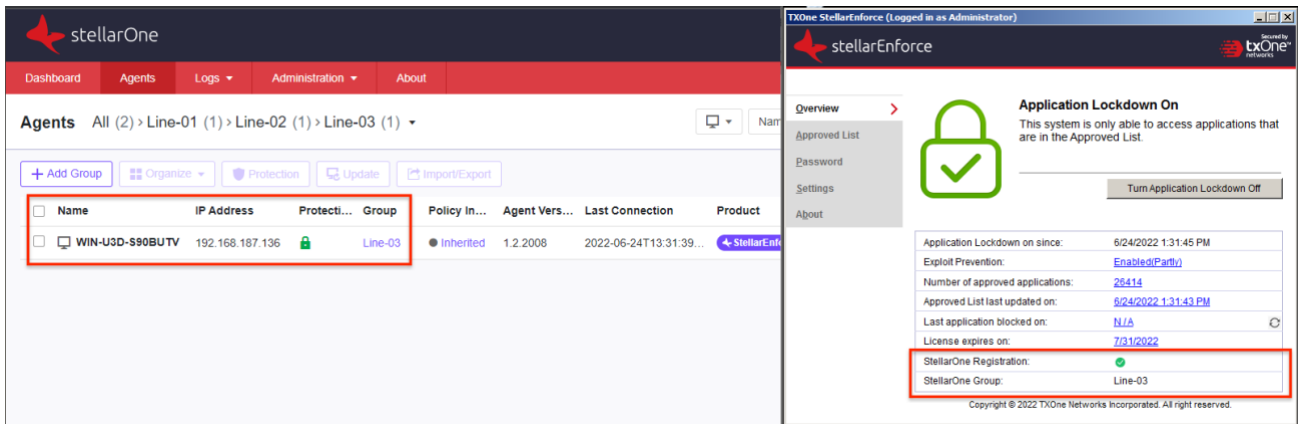 stellarOne
Dashboard Agents Logs Administration About
Agents All (2) › Line-01 (1) › Line-02 (1) › Line-03 (1)
+ Add Group Organize Protection Update Import/Export
Name IP Address Protecti... Group Policy In... Agent Vers... Last Connection Product
WIN-U3D-S90BUTV 192.168.187.136 Line-03 Inherited 1.2.2008 2022-06-24T13:31:39...
TXOne StellarEnforce (Logged in as Administrator)
stellarEnforce
Secured by
txOne™
networks
Overview
Approved List
Password
Settings
About
Application Lockdown On
This system is only able to access applications that
are in the Approved List.
Turn Application Lockdown Off
Application Lockdown on since: 6/24/2022 1:31:45 PM
Exploit Prevention: Enabled(Partly)
Number of approved applications: 26414
Approved List last updated on: 6/24/2022 1:31:43 PM
Last application blocked on: N/A
License expires on: 7/31/2022
StellarOne Registration:
StellarOne Group: Line-03
Copyright © 2022 TXOne Networks Incorporated. All right reserved.